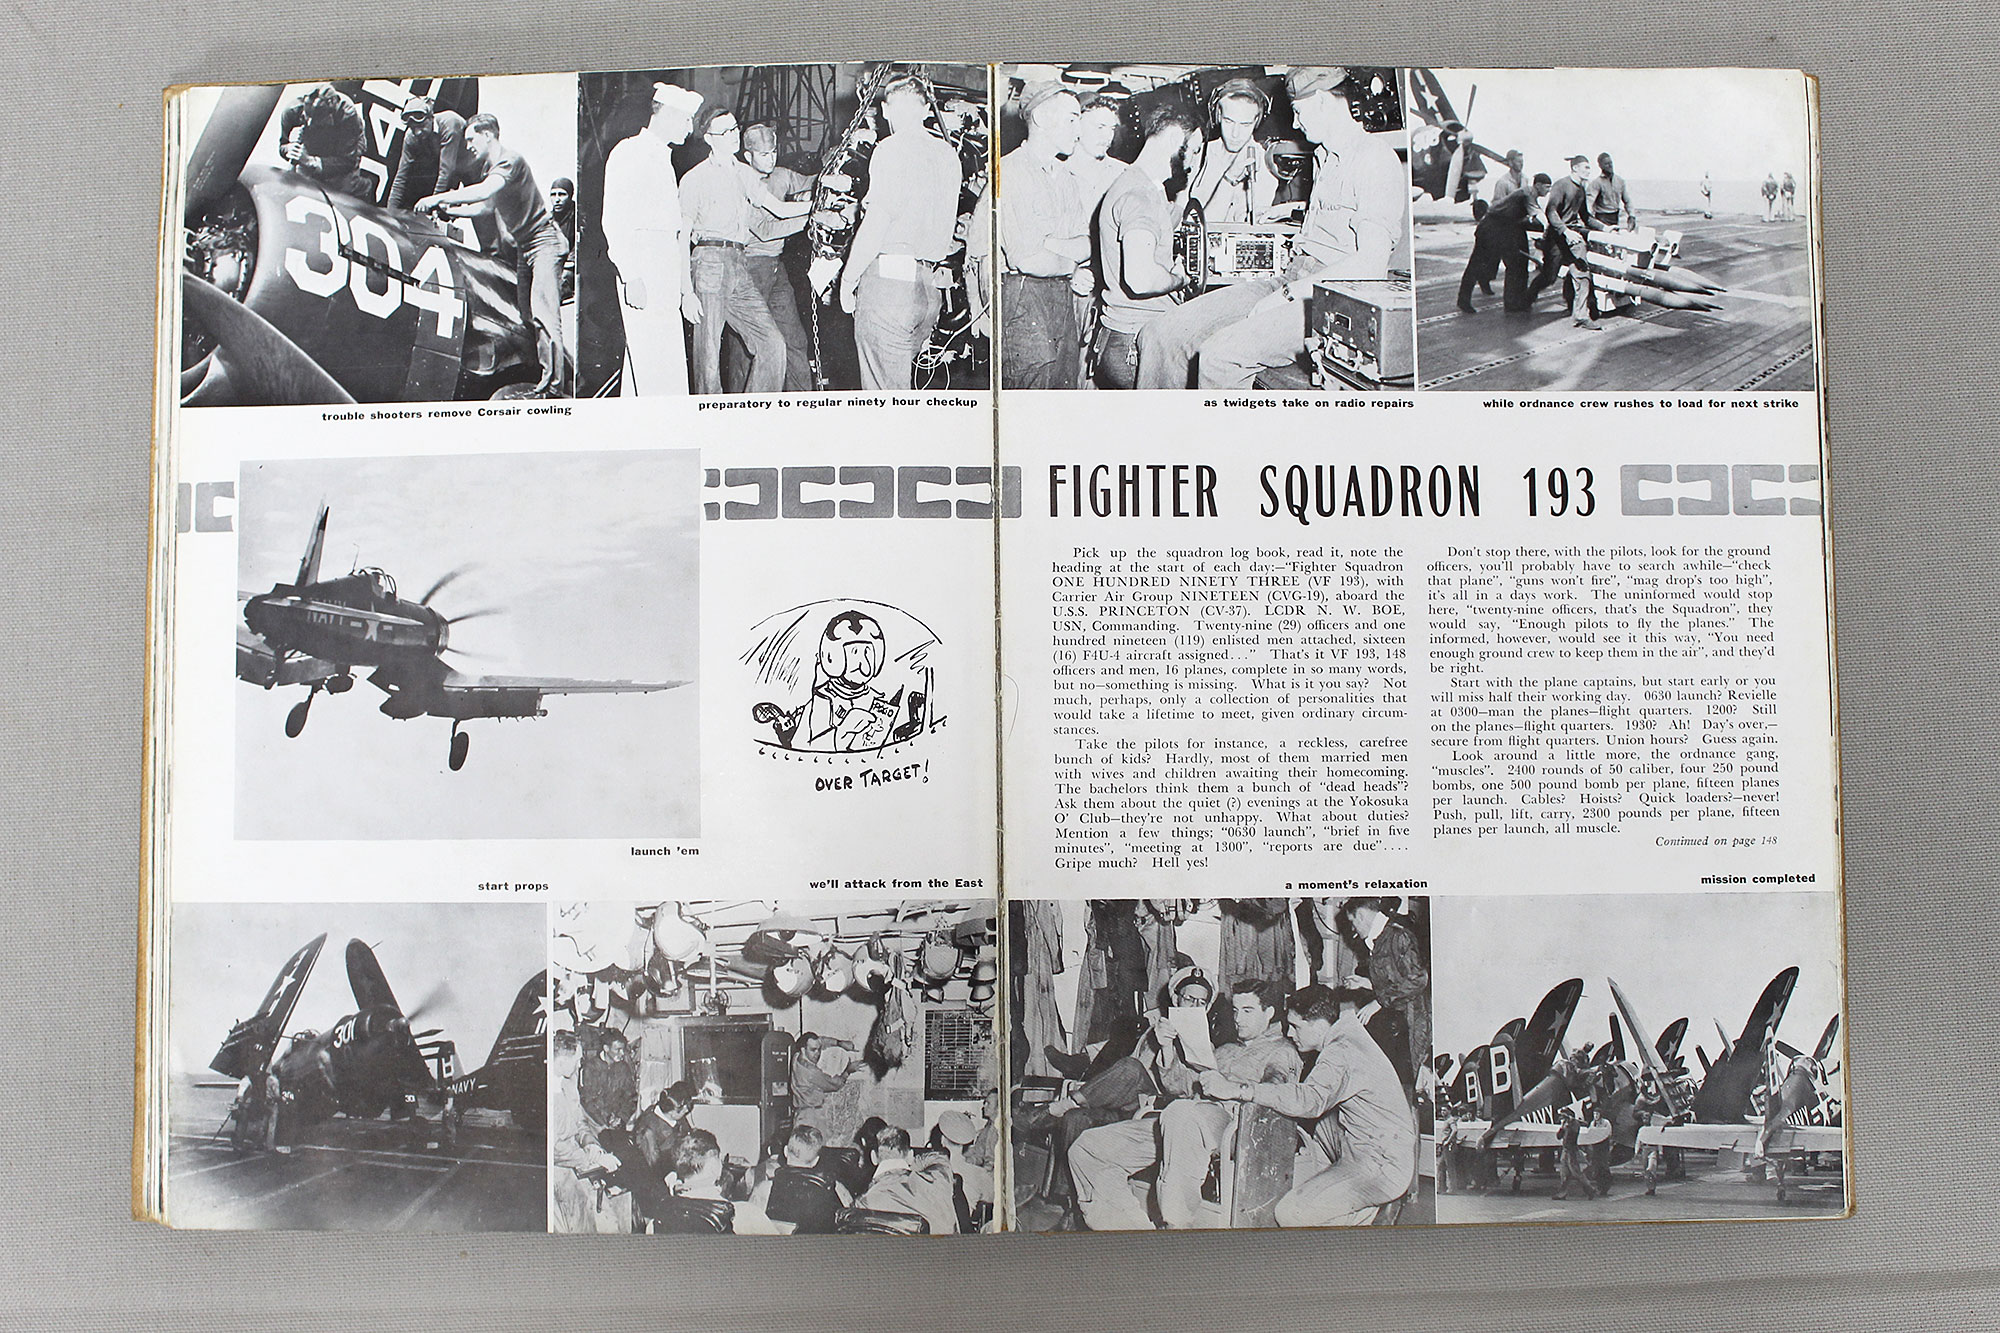 304
trouble shooters remove Corsair cowling
preparatory to regular ninety hour checkup
as twidgets take on radio repairs
while ordnance crew rushes to load for next strike
NAVY
POGO
OVER TARGET!
launch 'em
FIGHTER SQUADRON 193
Pick up the squadron log book, read it, note the
heading at the start of each day:—“Fighter Squadron
ONE HUNDRED NINETY THREE (VF 193), with
Carrier Air Group NINETEEN (CVG-19), aboard the
U.S.S. PRINCETON (CV-37). LCDR N. W. BOE,
USN, Commanding. Twenty-nine (29) officers and one
hundred nineteen (119) enlisted men attached, sixteen
(16) F4U-4 aircraft assigned...” That's it VF 193, 148
officers and men, 16 planes, complete in so many words,
but no—something is missing. What is it you say? Not
much, perhaps, only a collection of personalities that
would take a lifetime to meet, given ordinary circum-
stances.
Take the pilots for instance, a reckless, carefree
bunch of kids? Hardly, most of them married men
with wives and children awaiting their homecoming.
The bachelors think them a bunch of “dead heads”?
Ask them about the quiet (?) evenings at the Yokosuka
O' Club—they're not unhappy. What about duties?
Mention a few things; “0630 launch”, “brief in five
minutes”, “meeting at 1300”, “reports are due”....
Gripe much? Hell yes!
Don't stop there, with the pilots, look for the ground
officers, you'll probably have to search awhile—“check
that plane”, “guns won't fire”, “mag drop's too high”,
it's all in a days work. The uninformed would stop
here, “twenty-nine officers, that's the Squadron”, they
would say, “Enough pilots to fly the planes.” The
informed, however, would see it this way, “You need
enough ground crew to keep them in the air”, and they'd
be right.
Start with the plane captains, but start early or you
will miss half their working day. 0630 launch? Revielle
at 0300—man the planes—flight quarters. 1200? Still
on the planes—flight quarters. 1930? Ah! Day's over,—
secure from flight quarters. Union hours? Guess again.
Look around a little more, the ordnance gang,
“muscles”. 2400 rounds of 50 caliber, four 250 pound
bombs, one 500 pound bomb per plane, fifteen planes
per launch. Cables? Hoists? Quick loaders?—never!
Push, pull, lift, carry, 2300 pounds per plane, fifteen
planes per launch, all muscle.
Continued on page 148
start props
we'll attack from the East
a moment's relaxation
mission completed
301
B
NAVY
B
B
NAVY
NAVY